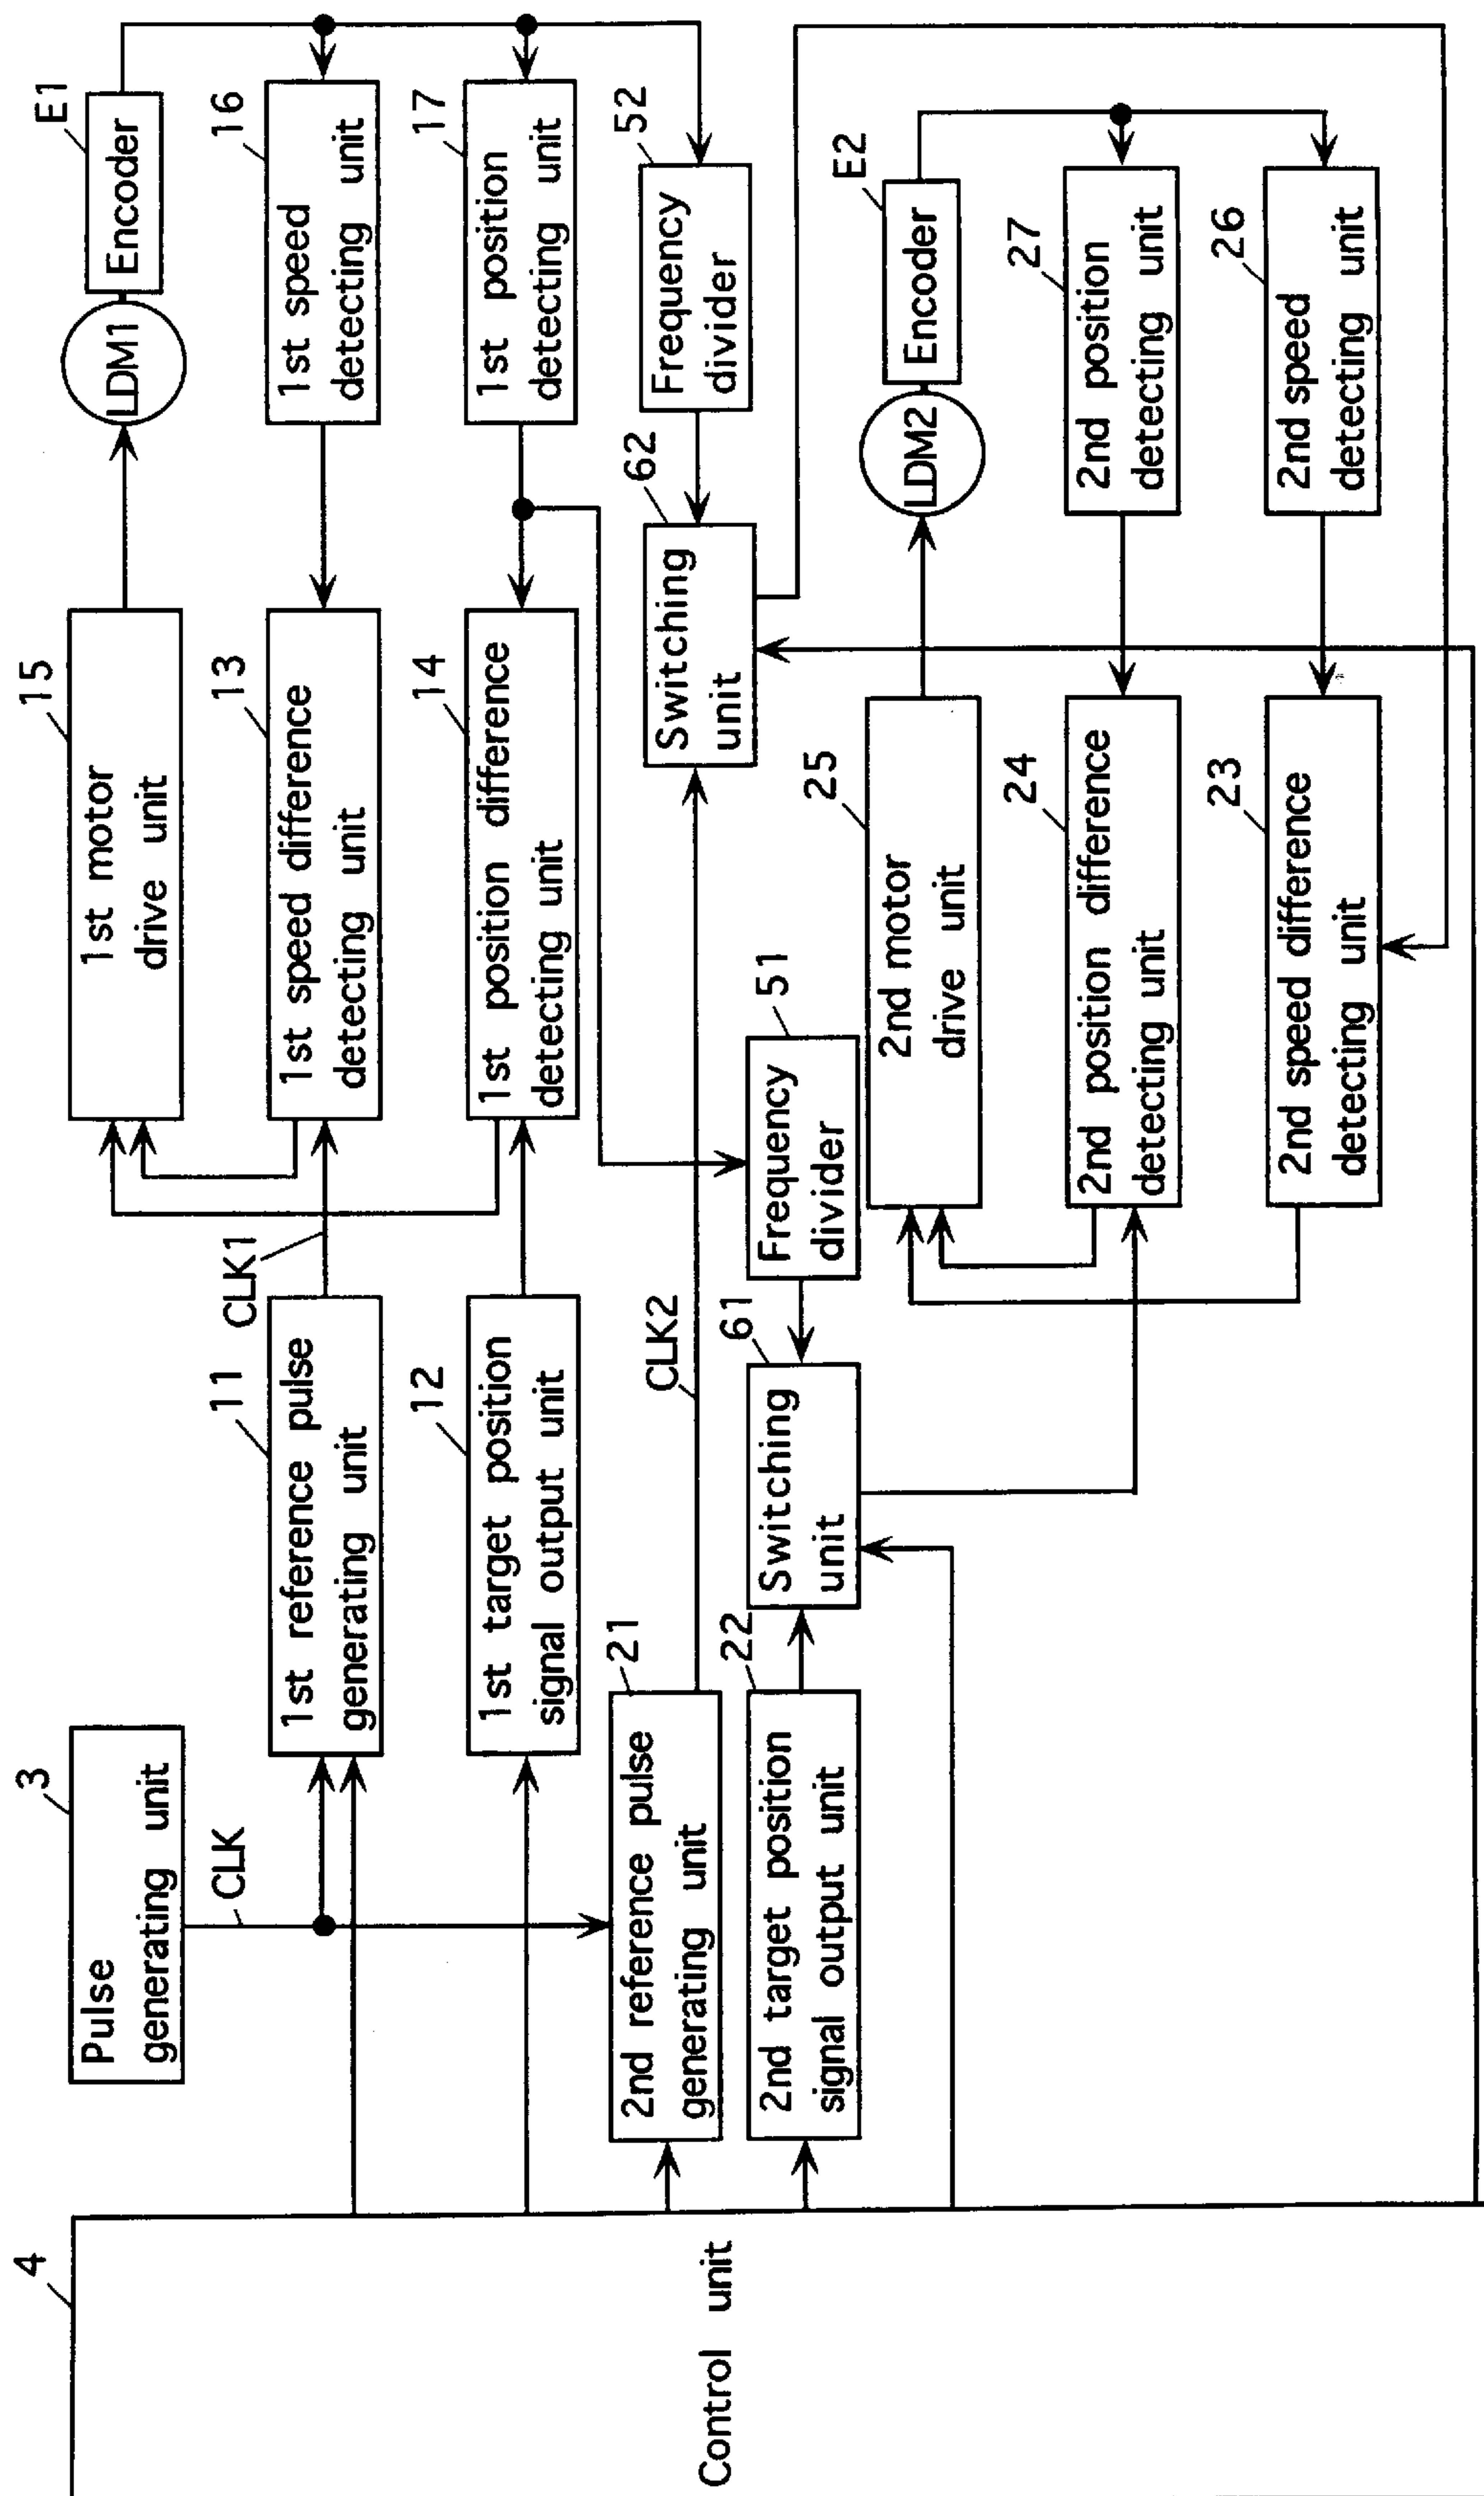 4
Control unit
3
Pulse
generating unit
CLK
11
1st reference pulse
generating unit
CLK1
12
1st target position
signal output unit
21
2nd reference pulse
generating unit
CLK2
22
2nd target position
signal output unit
61
Switching
unit
51
Frequency
divider
15
1st motor
drive unit
13
1st speed difference
detecting unit
14
1st position difference
detecting unit
LDM1
E1
Encoder
16
1st speed
detecting unit
17
1st position
detecting unit
52
Frequency
divider
62
Switching
unit
25
2nd motor
drive unit
24
2nd position difference
detecting unit
23
2nd speed difference
detecting unit
LDM2
E2
Encoder
27
2nd position
detecting unit
26
2nd speed
detecting unit